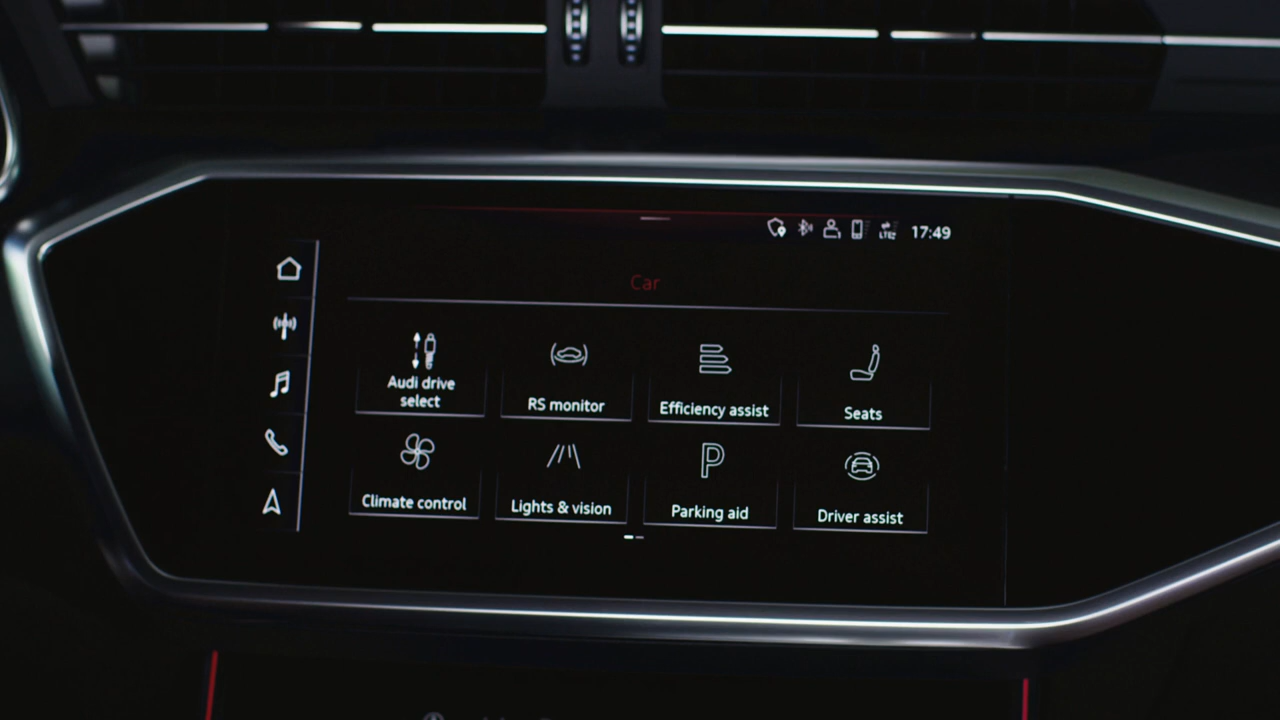 LTE
17:49
Car
Audi drive
select
RS monitor
Efficiency assist
Seats
Climate control
Lights & vision
Parking aid
Driver assist